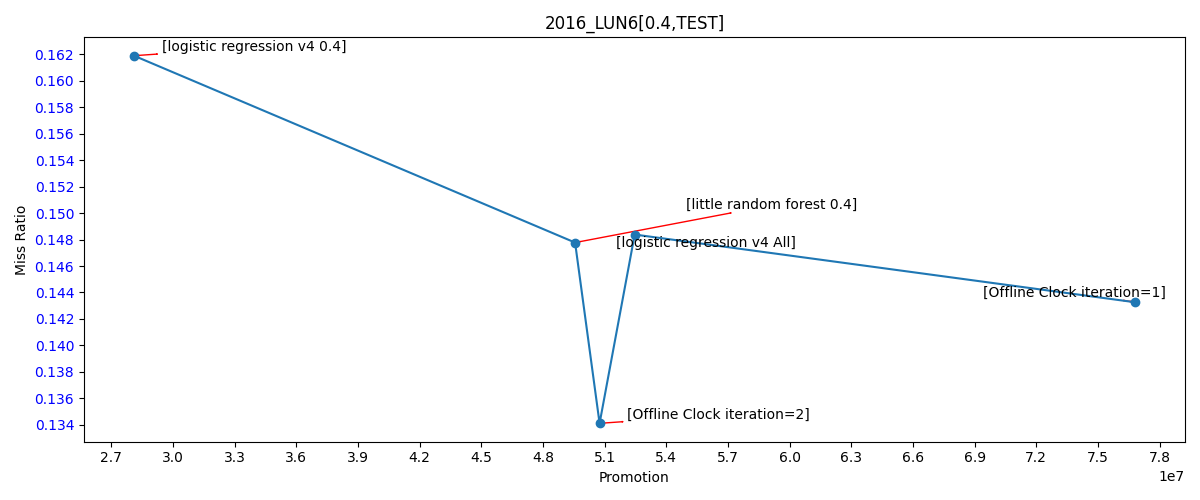 2016_LUN6[0.4,TEST]
[logistic regression v4 0.4]
0.162
0.160
0.158
0.156
0.154
0.152
0.150
0.148
0.146
0.144
0.142
0.140
0.138
0.136
0.134
Miss Ratio
[little random forest 0.4]
[logistic regression v4 All]
[Offline Clock iteration=1]
[Offline Clock iteration=2]
2.7 3.0 3.3 3.6 3.9 4.2 4.5 4.8 5.1 5.4 5.7 6.0 6.3 6.6 6.9 7.2 7.5 7.8
Promotion
1e7